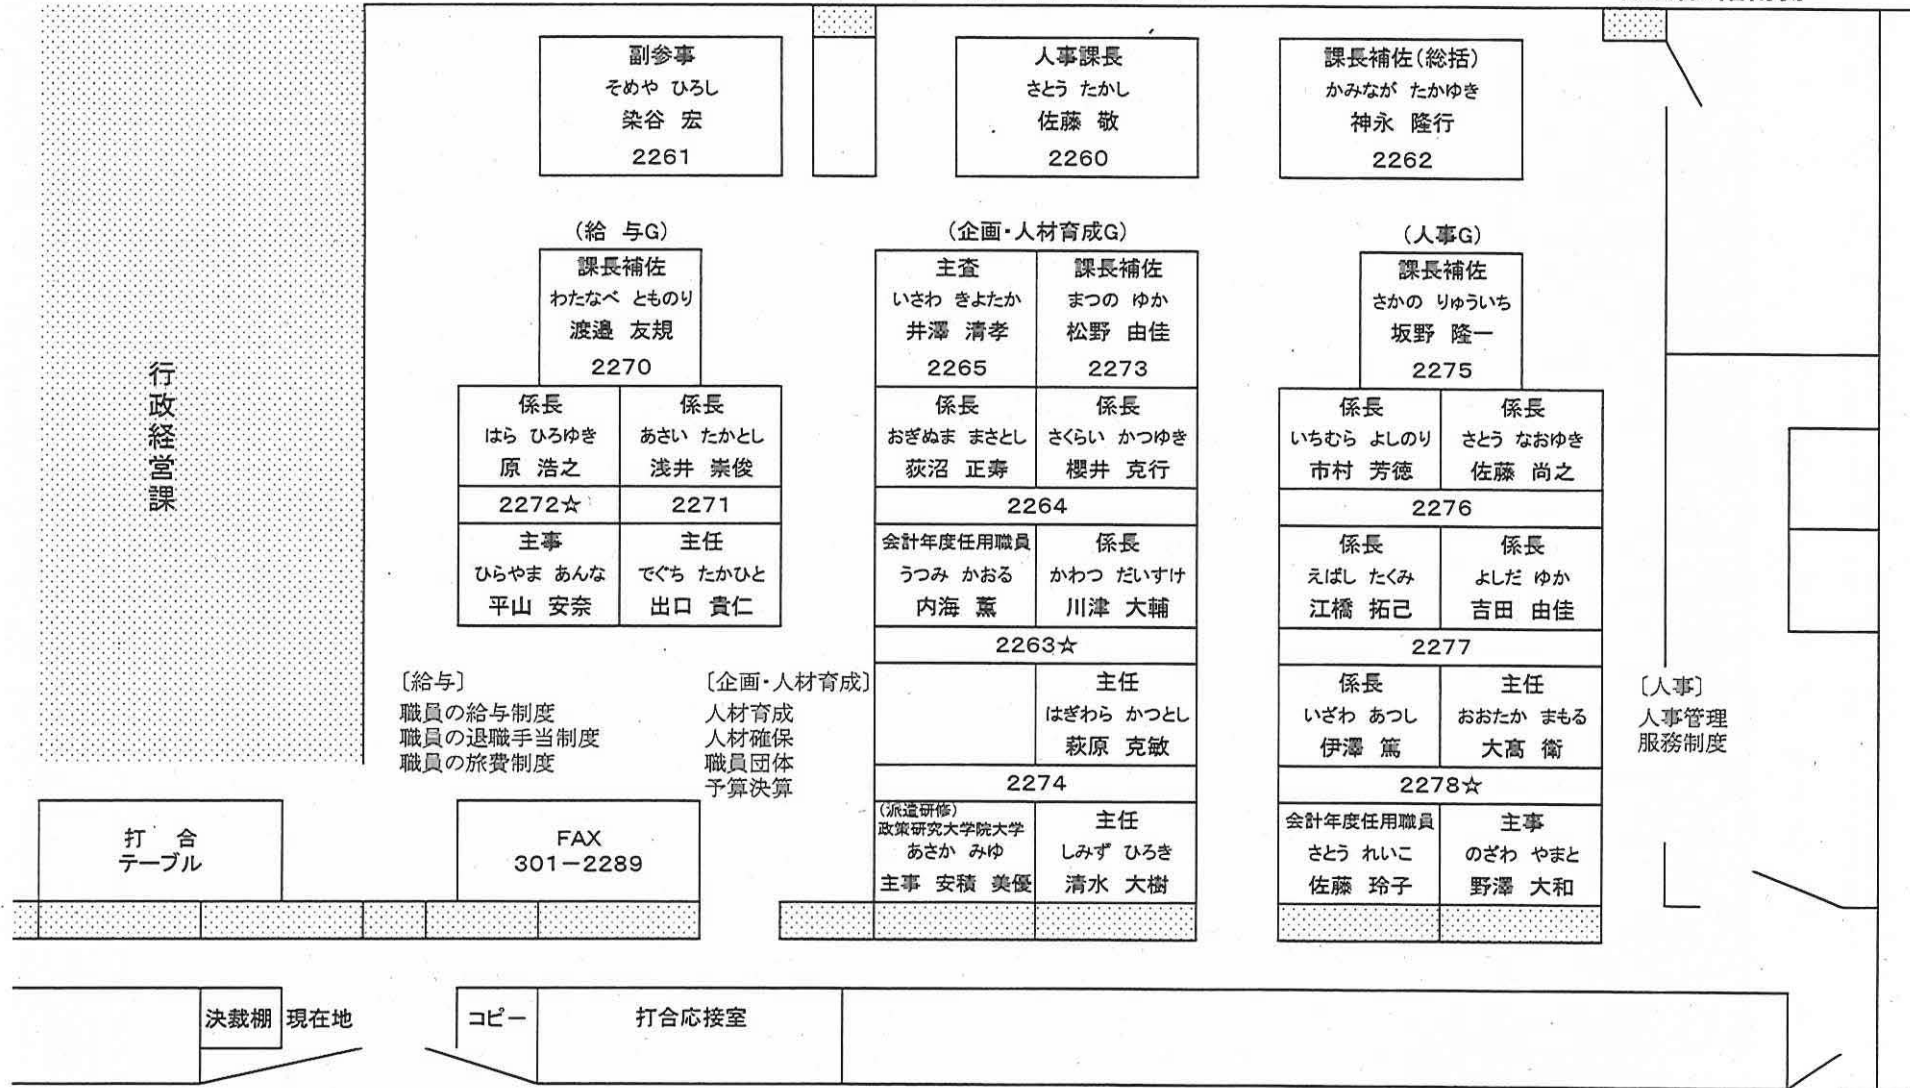 副参事
そめや ひろし
染谷 宏
2261
人事課長
さとう たかし
佐藤 敬
2260
課長補佐(総括)
かみなが たかゆき
神永 隆行
2262
行政経営課
(給 与G)
課長補佐
わたなべ とものり
渡邉 友規
2270
係長
はら ひろゆき
原 浩之
2272☆
係長
あさい たかとし
浅井 崇俊
2271
主事
ひらやま あんな
平山 安奈
主任
でぐち たかひと
出口 貴仁
(企画・人材育成G)
主査
いさわ きよたか
井澤 清孝
2265
課長補佐
まつの ゆか
松野 由佳
2273
係長
おぎぬま まさとし
荻沼 正寿
係長
さくらい かつゆき
櫻井 克行
2264
会計年度任用職員
うつみ かおる
内海 薫
係長
かわつ だいすけ
川津 大輔
2263☆
主任
はぎわら かつとし
萩原 克敏
2274
(派遣研修)
政策研究大学院大学
あさか みゆ
主事 安積 美優
主任
しみず ひろき
清水 大樹
(人事G)
課長補佐
さかの りゅういち
坂野 隆一
2275
係長
いちむら よしのり
市村 芳徳
係長
さとう なおゆき
佐藤 尚之
2276
係長
えばし たくみ
江橋 拓己
係長
よしだ ゆか
吉田 由佳
2277
係長
いざわ あつし
伊澤 篤
主任
おおたか まもる
大髙 衛
2278☆
会計年度任用職員
さとう れいこ
佐藤 玲子
主事
のざわ やまと
野澤 大和
〔給与〕
職員の給与制度
職員の退職手当制度
職員の旅費制度
〔企画・人材育成〕
人材育成
人材確保
職員団体
予算決算
〔人事〕
人事管理
服務制度
打 合
テーブル
FAX
301-2289
決裁棚
現在地
コピー
打合応接室